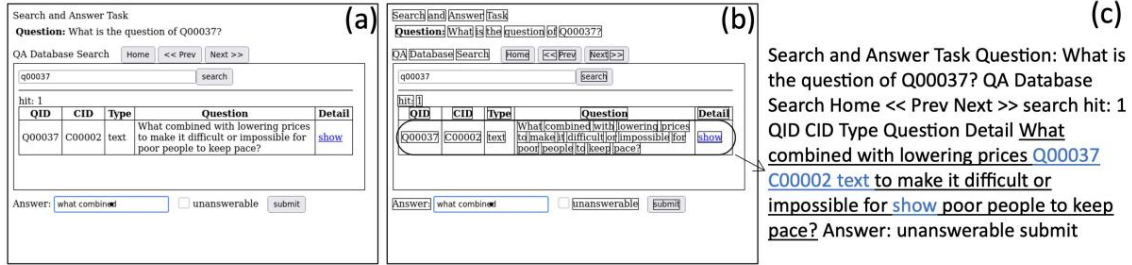 (a)
Search and Answer Task
Question: What is the question of Q00037?
QA Database Search Home << Prev Next >>
q00037 search
hit: 1
QID CID Type Question Detail
Q00037 C00002 text What combined with lowering prices to make it difficult or impossible for poor people to keep pace? show
Answer: what combined unanswerable submit
(b)
Search and Answer Task
Question: What is the question of Q00037?
QA Database Search Home << Prev Next >>
q00037 search
hit: 1
QID CID Type Question Detail
Q00037 C00002 text What combined with lowering prices to make it difficult or impossible for poor people to keep pace? show
Answer: what combined unanswerable submit
(c)
Search and Answer Task Question: What is
the question of Q00037? QA Database
Search Home << Prev Next >> search hit: 1
QID CID Type Question Detail What
combined with lowering prices Q00037
C00002 text to make it difficult or
impossible for show poor people to keep
pace? Answer: unanswerable submit